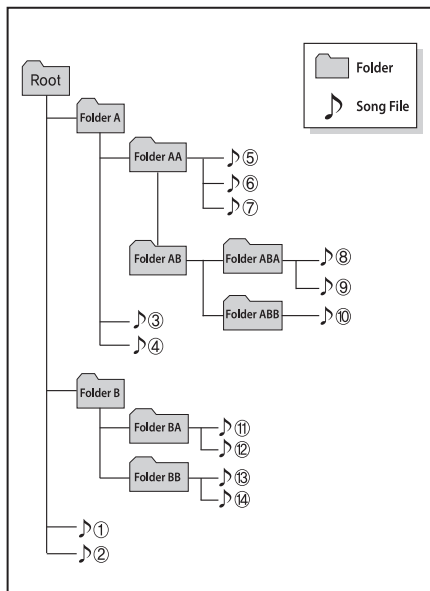 Root
Folder
Song File
Folder A
Folder AA
⑤
⑥
⑦
Folder AB
Folder ABA
⑧
⑨
Folder ABB
⑩
③
④
Folder B
Folder BA
⑪
⑫
Folder BB
⑬
⑭
①
②